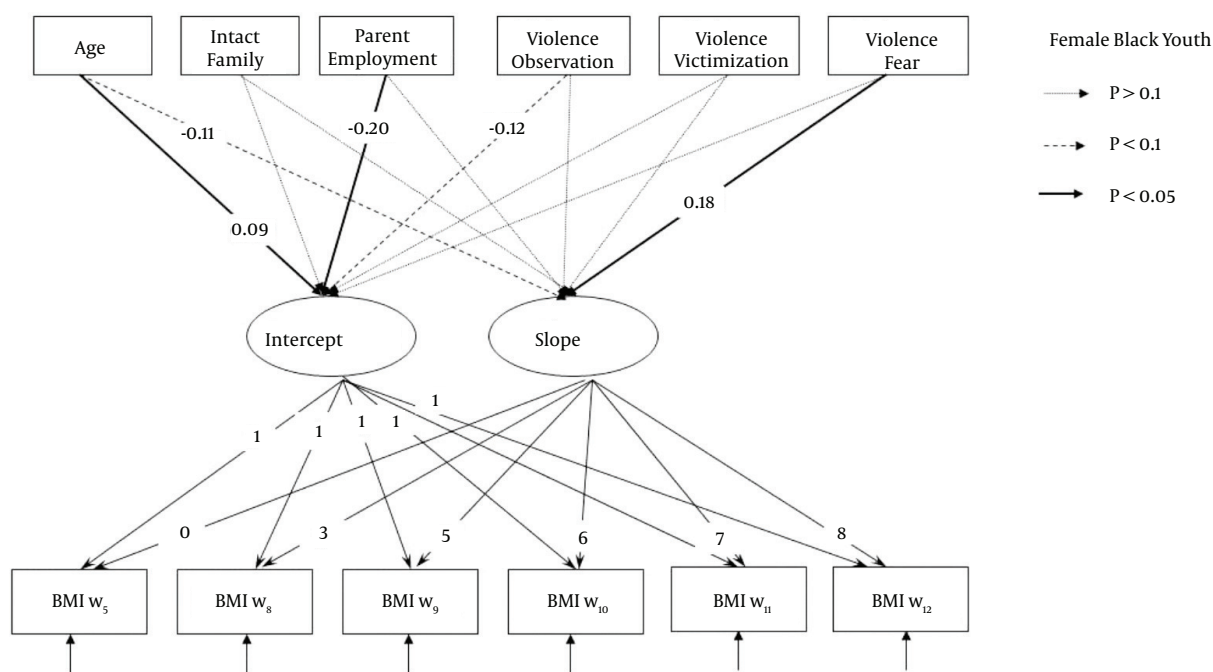 Age
Intact
Family
Parent
Employment
Violence
Observation
Violence
Victimization
Violence
Fear
Female Black Youth
P > 0.1
P < 0.1
P < 0.05
-0.11
-0.20
-0.12
0.09
0.18
Intercept
Slope
1
1
1
1
1
0
3
5
6
7
8
BMI w₅
BMI w₈
BMI w₉
BMI w₁₀
BMI w₁₁
BMI w₁₂